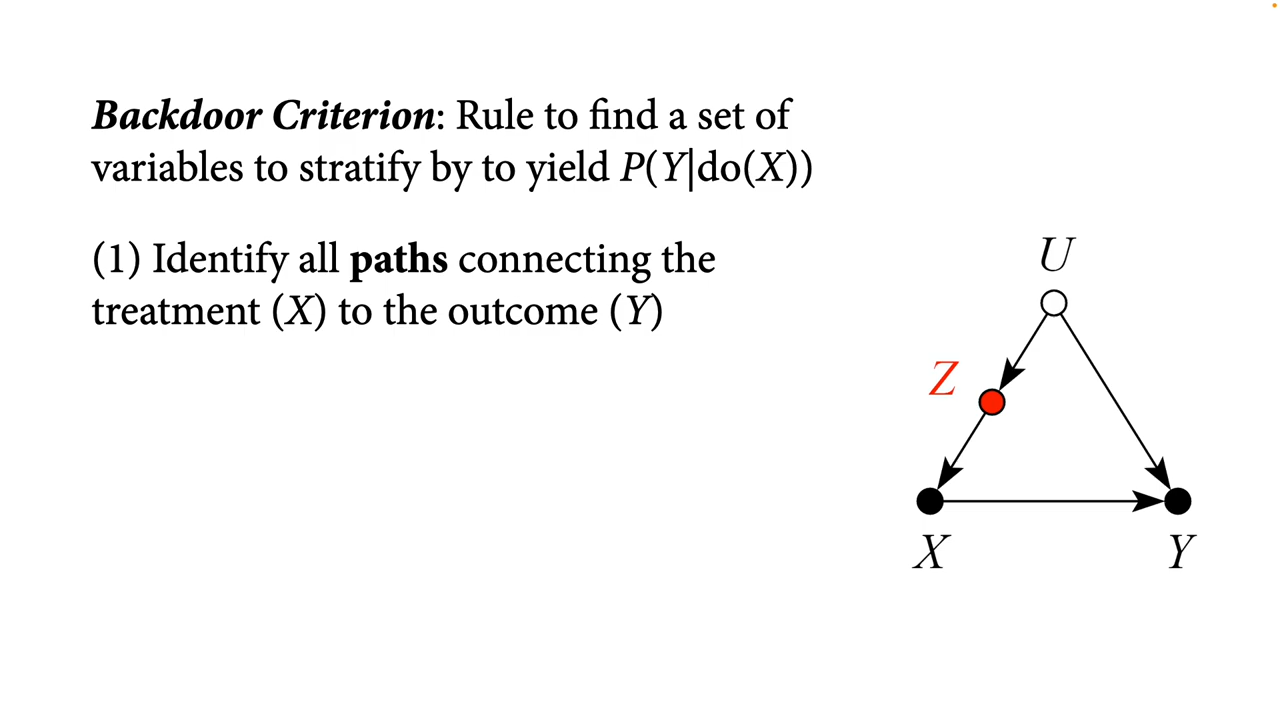 Backdoor Criterion: Rule to find a set of
variables to stratify by to yield P(Y|do(X))
(1) Identify all paths connecting the
treatment (X) to the outcome (Y)
U
Z
X
Y